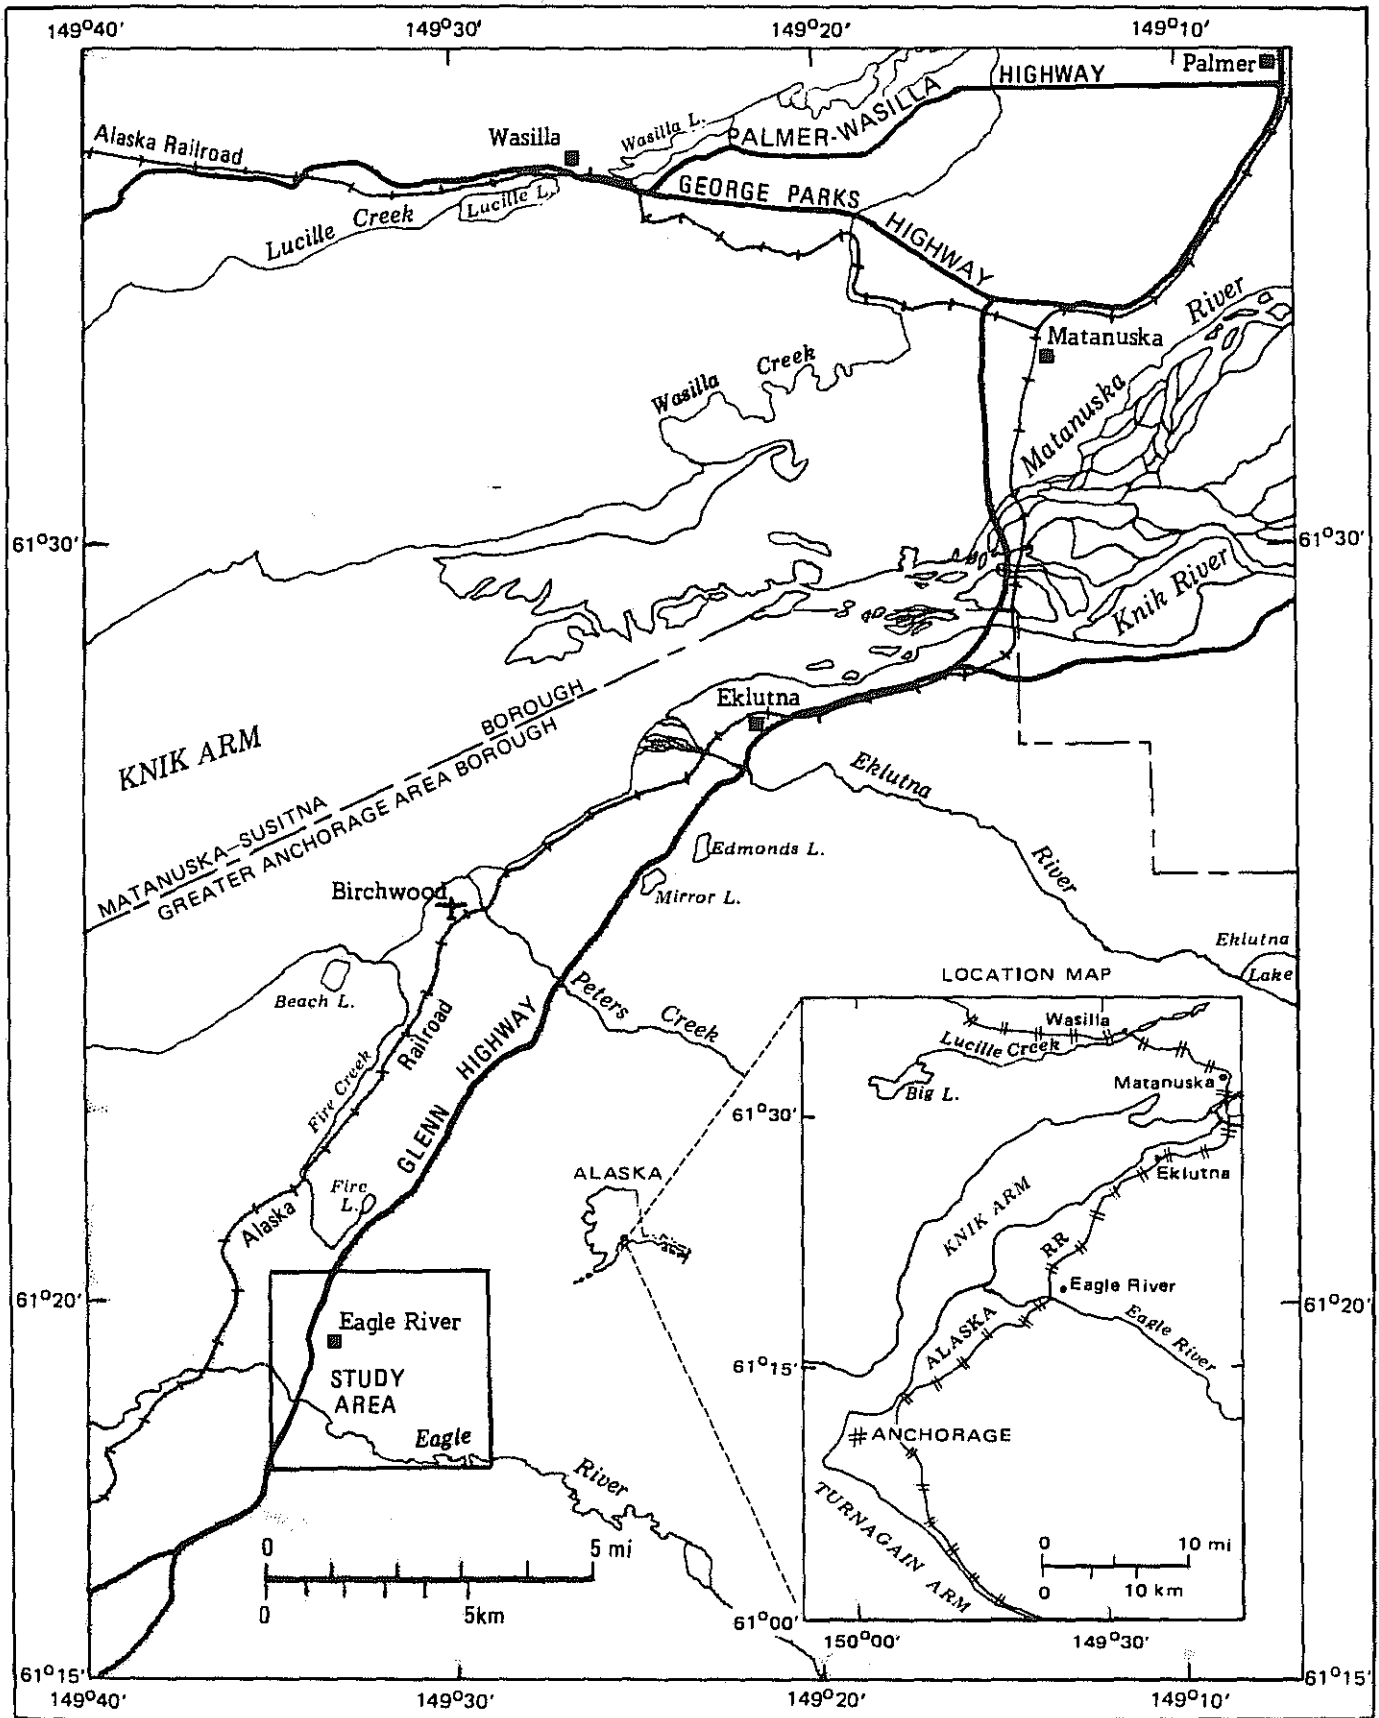 149°40'
149°30'
149°20'
149°10'
Palmer
HIGHWAY
PALMER-WASILLA
Wasilla L.
Wasilla
Alaska Railroad
GEORGE PARKS
HIGHWAY
Lucille L.
Lucille Creek
River
Matanuska
Matanuska
Wasilla Creek
61°30'
61°30'
Knik River
Eklutna
BOROUGH
KNIK ARM
MATANUSKA-SUSITNA
GREATER ANCHORAGE AREA BOROUGH
Eklutna
River
Edmonds L.
Mirror L.
Birchwood
Eklutna
Lake
LOCATION MAP
Beach L.
Peters Creek
Railroad
GLENN HIGHWAY
Fire Creek
Fire
L.
Alaska
ALASKA
61°20'
61°20'
Eagle River
STUDY
AREA
Eagle
River
0 5 mi
0 5km
Wasilla
Lucille Creek
Big L.
Matanuska
61°30'
Eklutna
KNIK ARM
RR
Eagle River
ALASKA
Eagle River
61°15'
ANCHORAGE
TURNAGAIN ARM
0 10 mi
0 10 km
61°00'
150°00'
149°30'
61°15'
61°15'
149°40'
149°30'
149°20'
149°10'